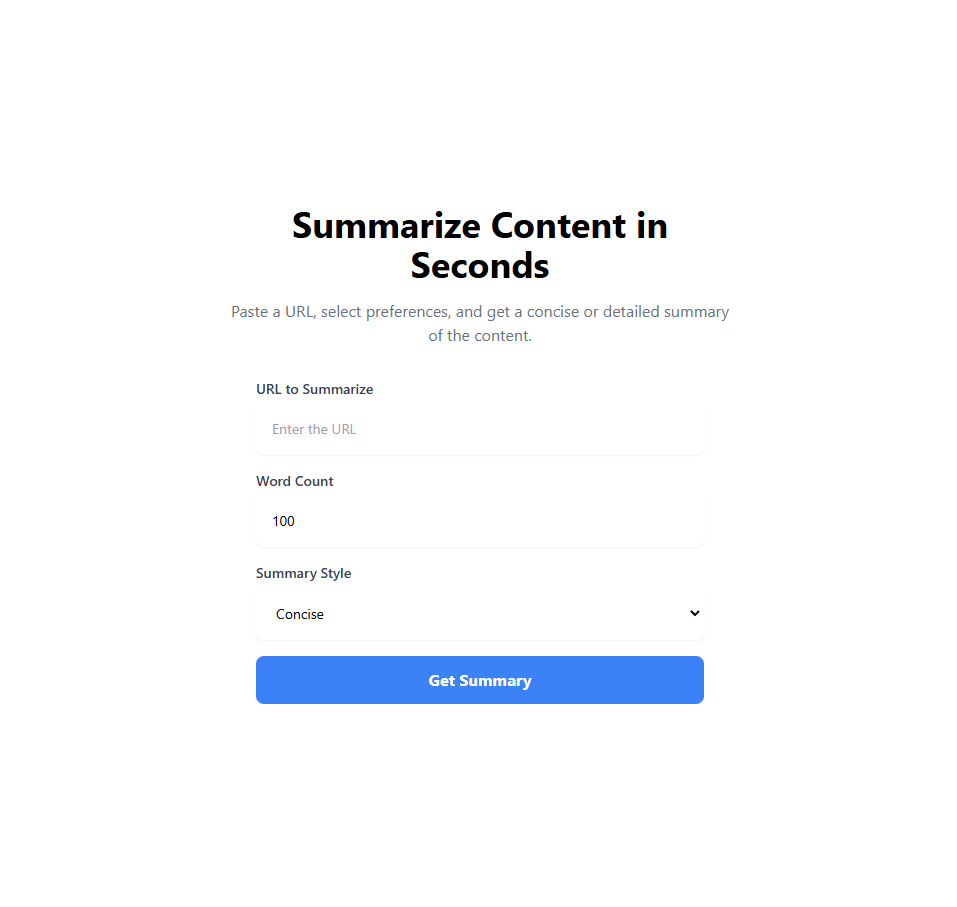 Summarize Content in
Seconds
Paste a URL, select preferences, and get a concise or detailed summary
of the content.
URL to Summarize
Enter the URL
Word Count
100
Summary Style
Concise
Get Summary